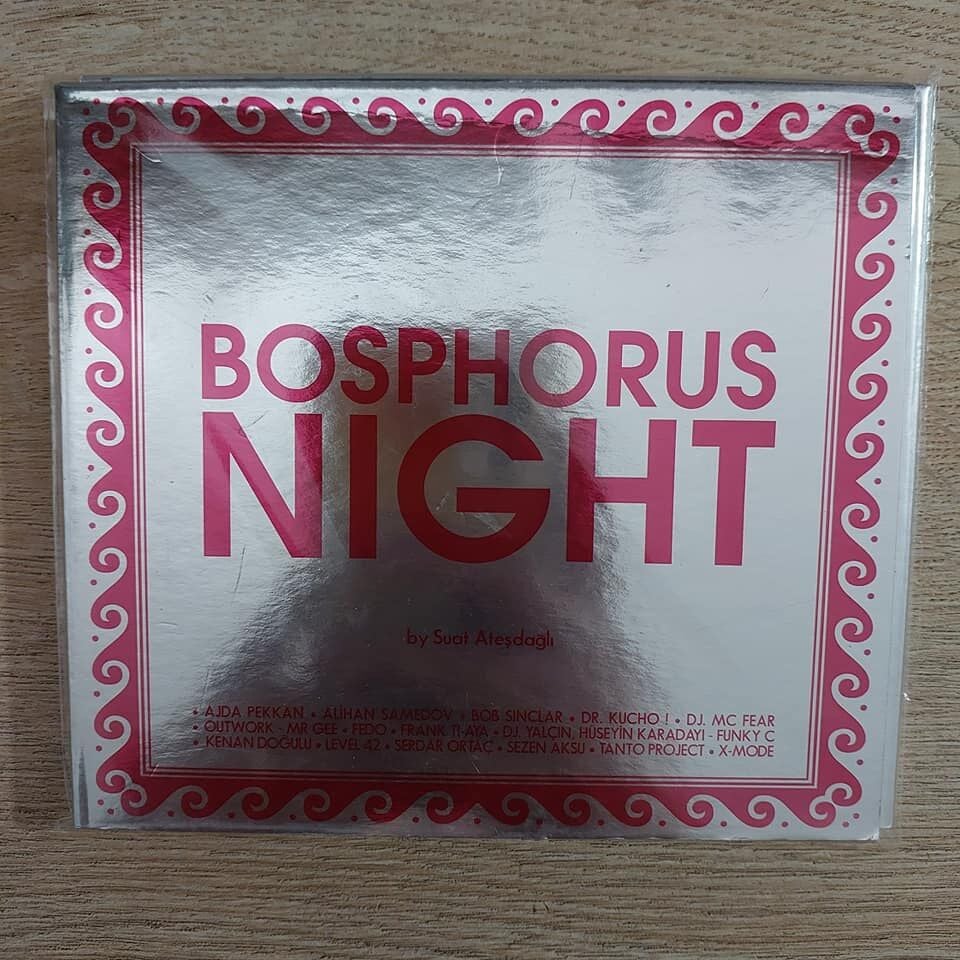 BOSPHORUS
NIGHT
by Suat Ateşdağlı
• AJDA PEKKAN • ALİHAN SAMEDOV • BOB SINCLAR • DR. KUCHO ! • D.J. MC FEAR
• OUTWORK - MR GEE • FEDO • FRANK TI-AYA • DJ. YALÇIN, HÜSEYİN KARADAYI - FUNKY C
• KENAN DOĞULU • LEVEL 42 • SERDAR ORTAÇ • SEZEN AKSU • TANTO PROJECT • X-MODE